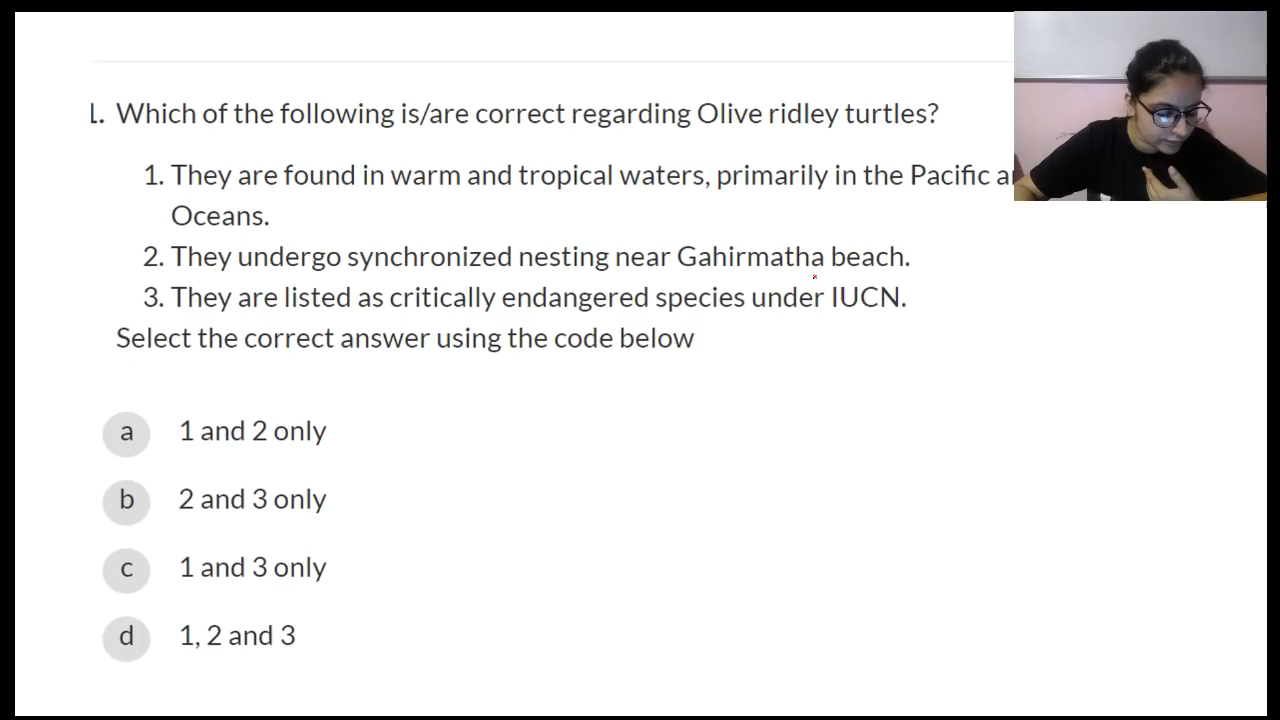 1. Which of the following is/are correct regarding Olive ridley turtles?
1. They are found in warm and tropical waters, primarily in the Pacific
Oceans.
2. They undergo synchronized nesting near Gahirmatha beach.
3. They are listed as critically endangered species under IUCN.
Select the correct answer using the code below
a 1 and 2 only
b 2 and 3 only
c 1 and 3 only
d 1, 2 and 3